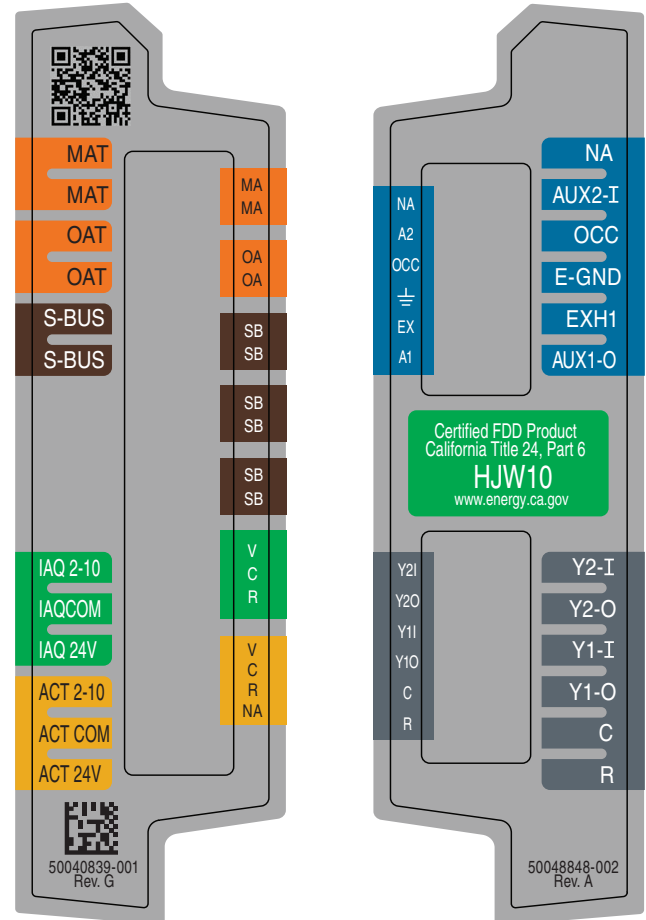 MAT
MAT
OAT
OAT
S-BUS
S-BUS
IAQ 2-10
IAQCOM
IAQ 24V
ACT 2-10
ACT COM
ACT 24V
MA
MA
OA
OA
SB
SB
SB
SB
SB
SB
V
C
R
V
C
R
NA
50040839-001
Rev. G
NA
A2
OCC
EX
A1
NA
AUX2-I
OCC
E-GND
EXH1
AUX1-O
Certified FDD Product
California Title 24, Part 6
HJW10
www.energy.ca.gov
Y2I
Y2O
Y1I
Y1O
C
R
Y2-I
Y2-O
Y1-I
Y1-O
C
R
50048848-002
Rev. A